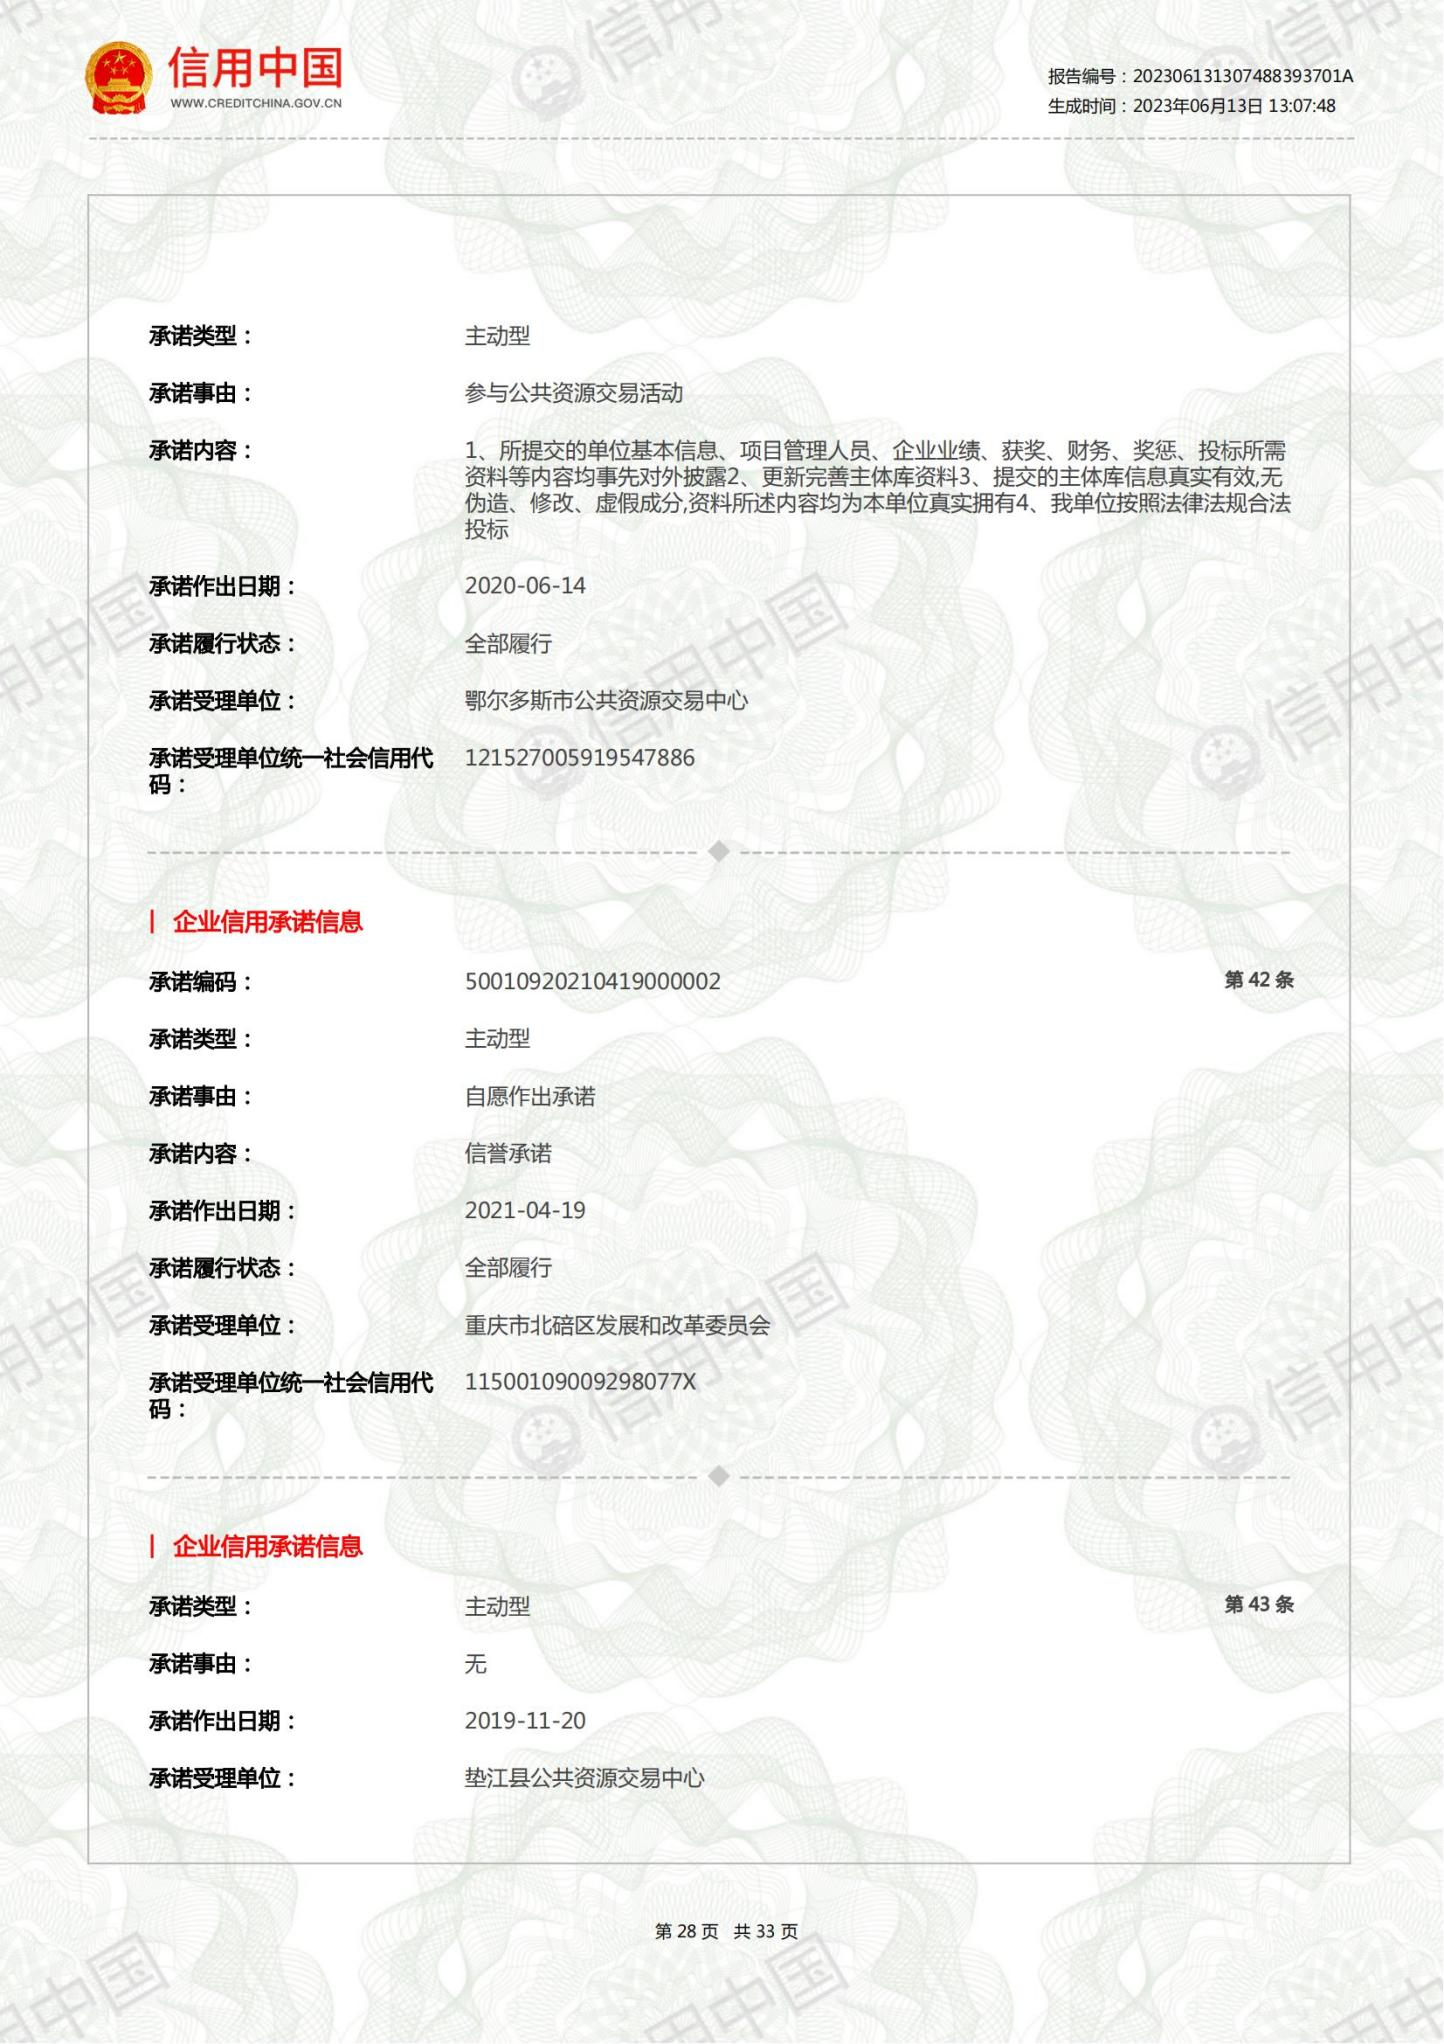 信用中国
WWW.CREDITCHINA.GOV.CN
报告编号：202306131307488393701A
生成时间：2023年06月13日 13:07:48
承诺类型： 主动型
承诺事由： 参与公共资源交易活动
承诺内容： 1、所提交的单位基本信息、项目管理人员、企业业绩、获奖、财务、奖惩、投标所需
资料等内容均事先对外披露2、更新完善主体库资料3、提交的主体库信息真实有效,无
伪造、修改、虚假成分,资料所述内容均为本单位真实拥有4、我单位按照法律法规合法
投标
承诺作出日期： 2020-06-14
承诺履行状态： 全部履行
承诺受理单位： 鄂尔多斯市公共资源交易中心
承诺受理单位统一社会信用代 121527005919547886
码：
企业信用承诺信息
承诺编码： 50010920210419000002 第 42 条
承诺类型： 主动型
承诺事由： 自愿作出承诺
承诺内容： 信誉承诺
承诺作出日期： 2021-04-19
承诺履行状态： 全部履行
承诺受理单位： 重庆市北碚区发展和改革委员会
承诺受理单位统一社会信用代 11500109009298077X
码：
企业信用承诺信息
承诺类型： 主动型 第 43 条
承诺事由： 无
承诺作出日期： 2019-11-20
承诺受理单位： 垫江县公共资源交易中心
第 28 页 共 33 页